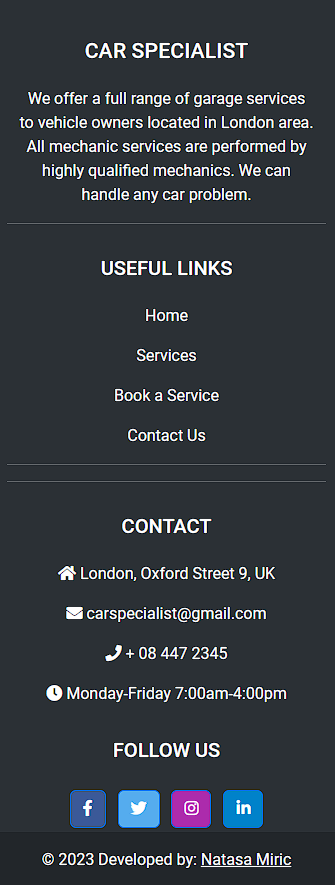 CAR SPECIALIST
We offer a full range of garage services
to vehicle owners located in London area.
All mechanic services are performed by
highly qualified mechanics. We can
handle any car problem.
USEFUL LINKS
Home
Services
Book a Service
Contact Us
CONTACT
London, Oxford Street 9, UK
carspecialist@gmail.com
+ 08 447 2345
Monday-Friday 7:00am-4:00pm
FOLLOW US
© 2023 Developed by: Natasa Miric